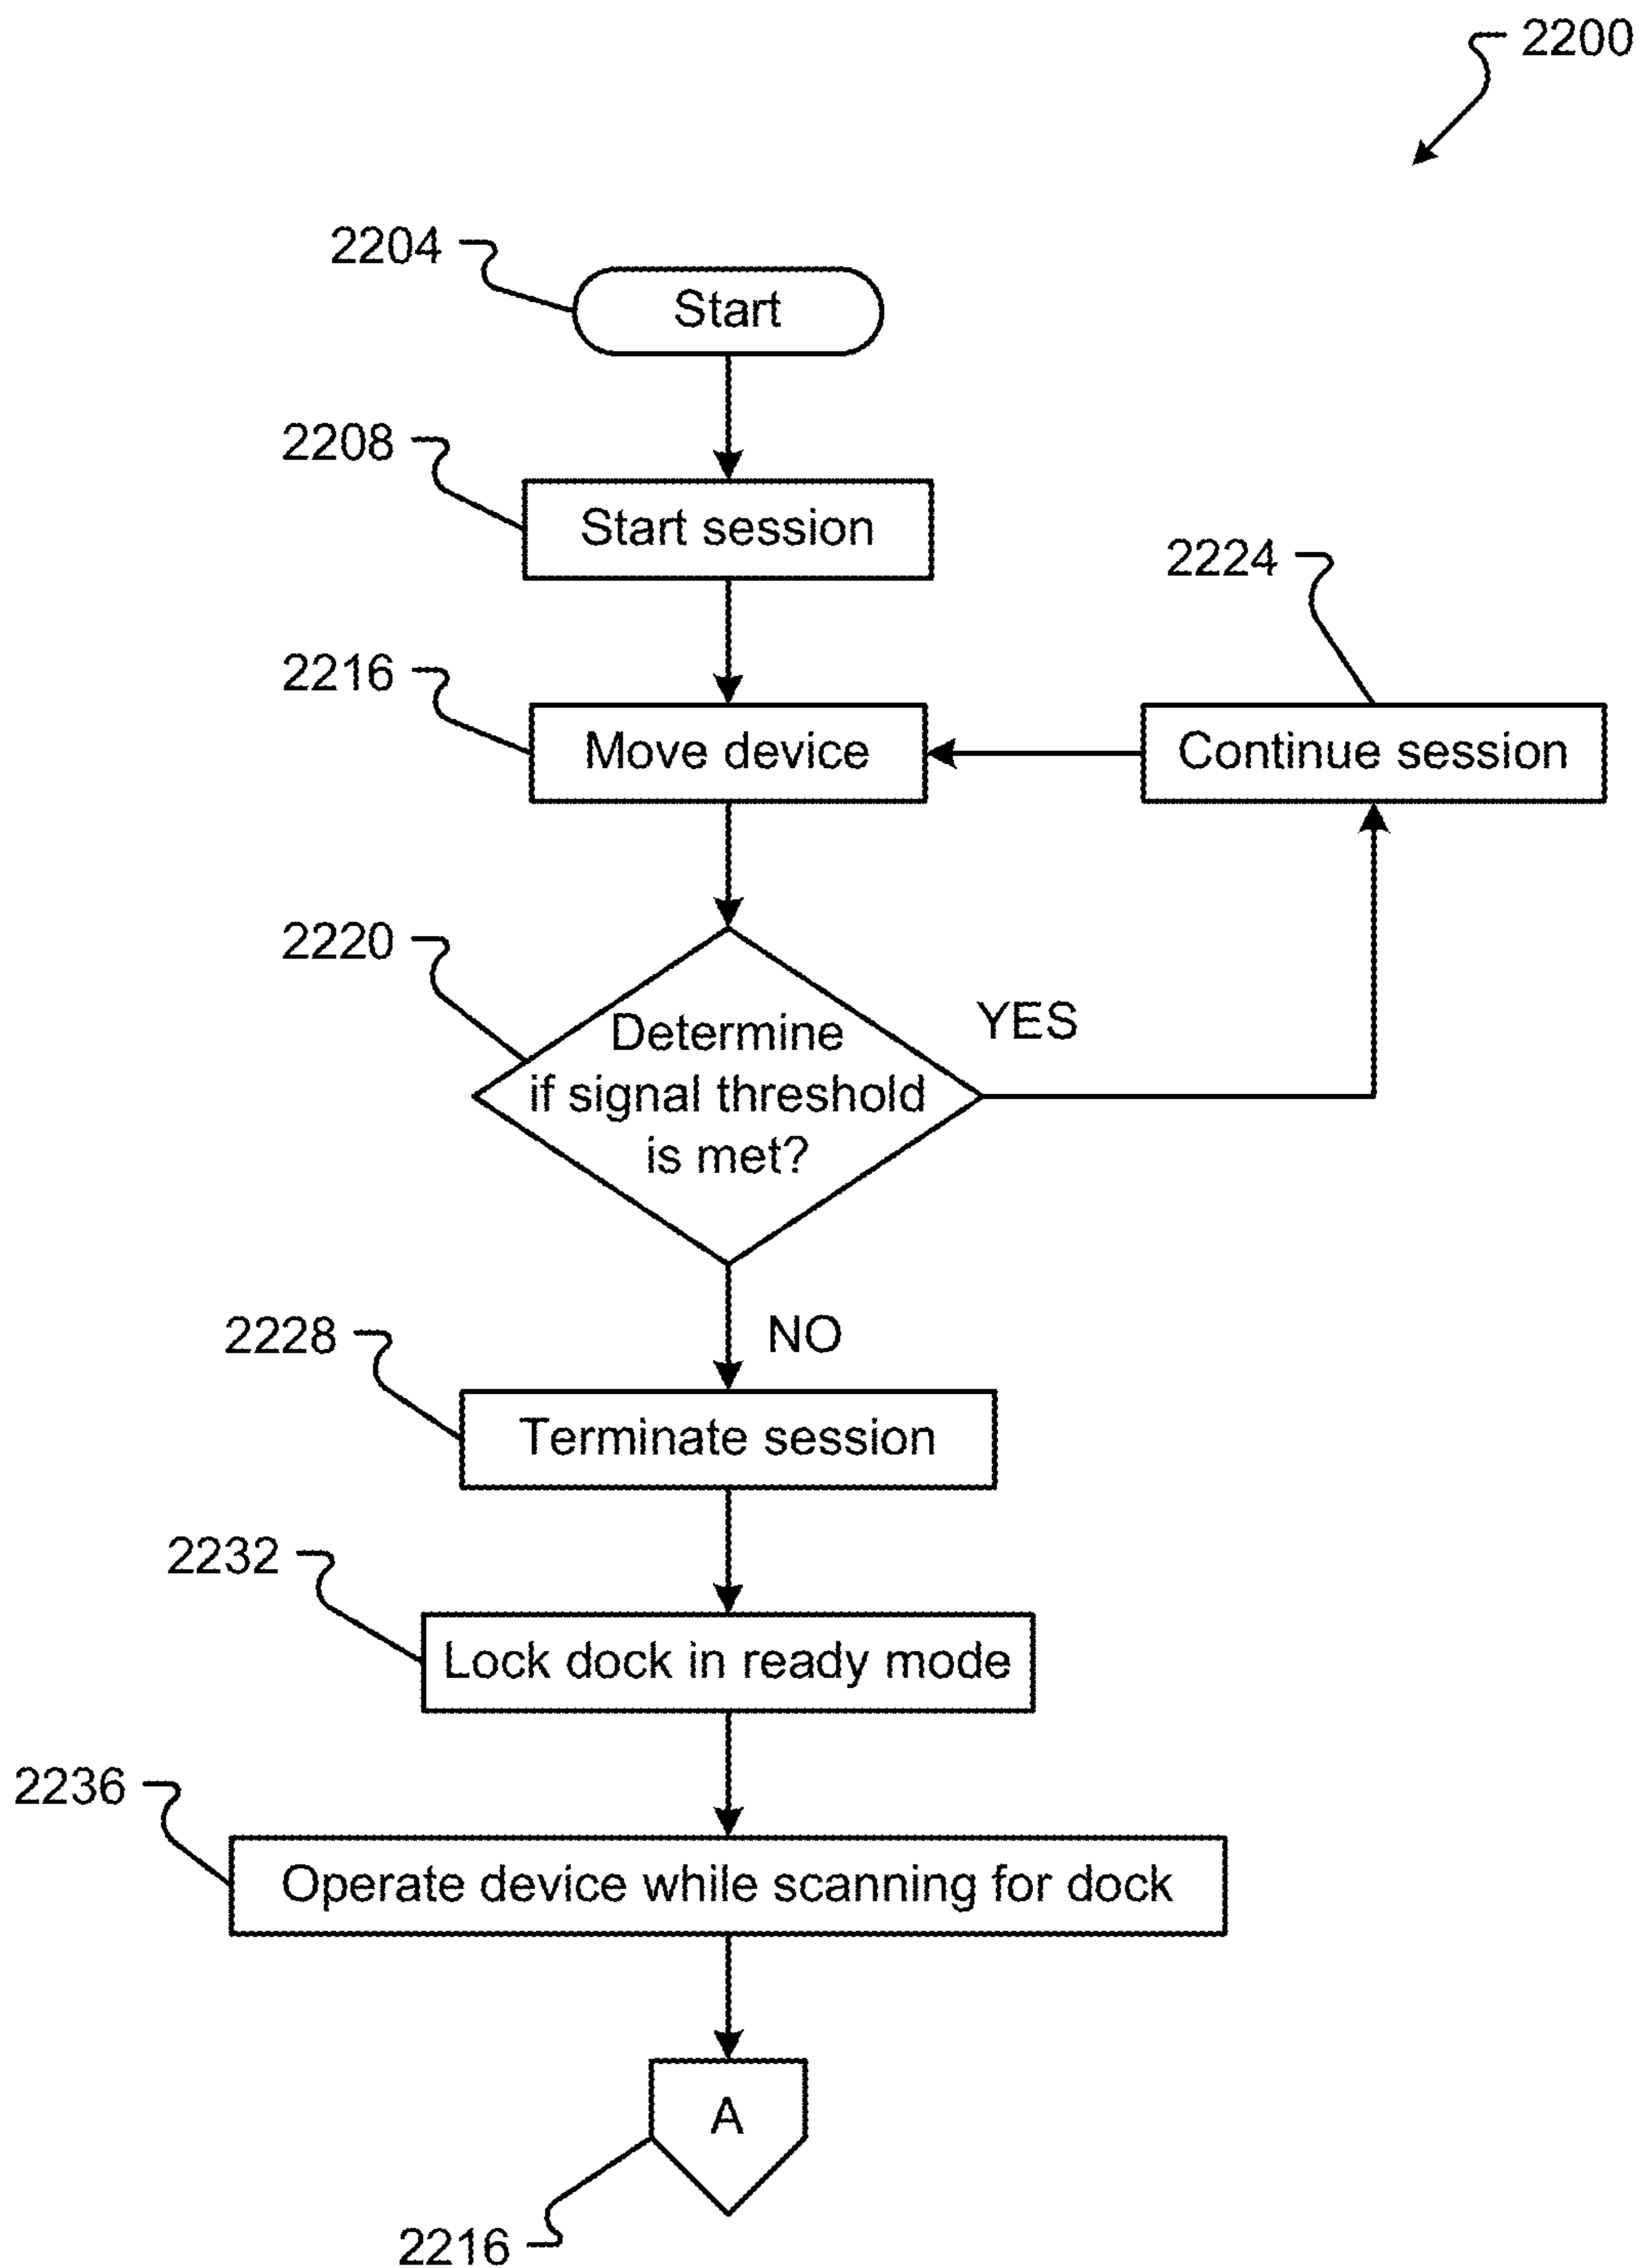 2200
2204
Start
2208
Start session
2224
2216
Move device
Continue session
2220
Determine
if signal threshold
is met?
YES
NO
2228
Terminate session
2232
Lock dock in ready mode
2236
Operate device while scanning for dock
A
2216